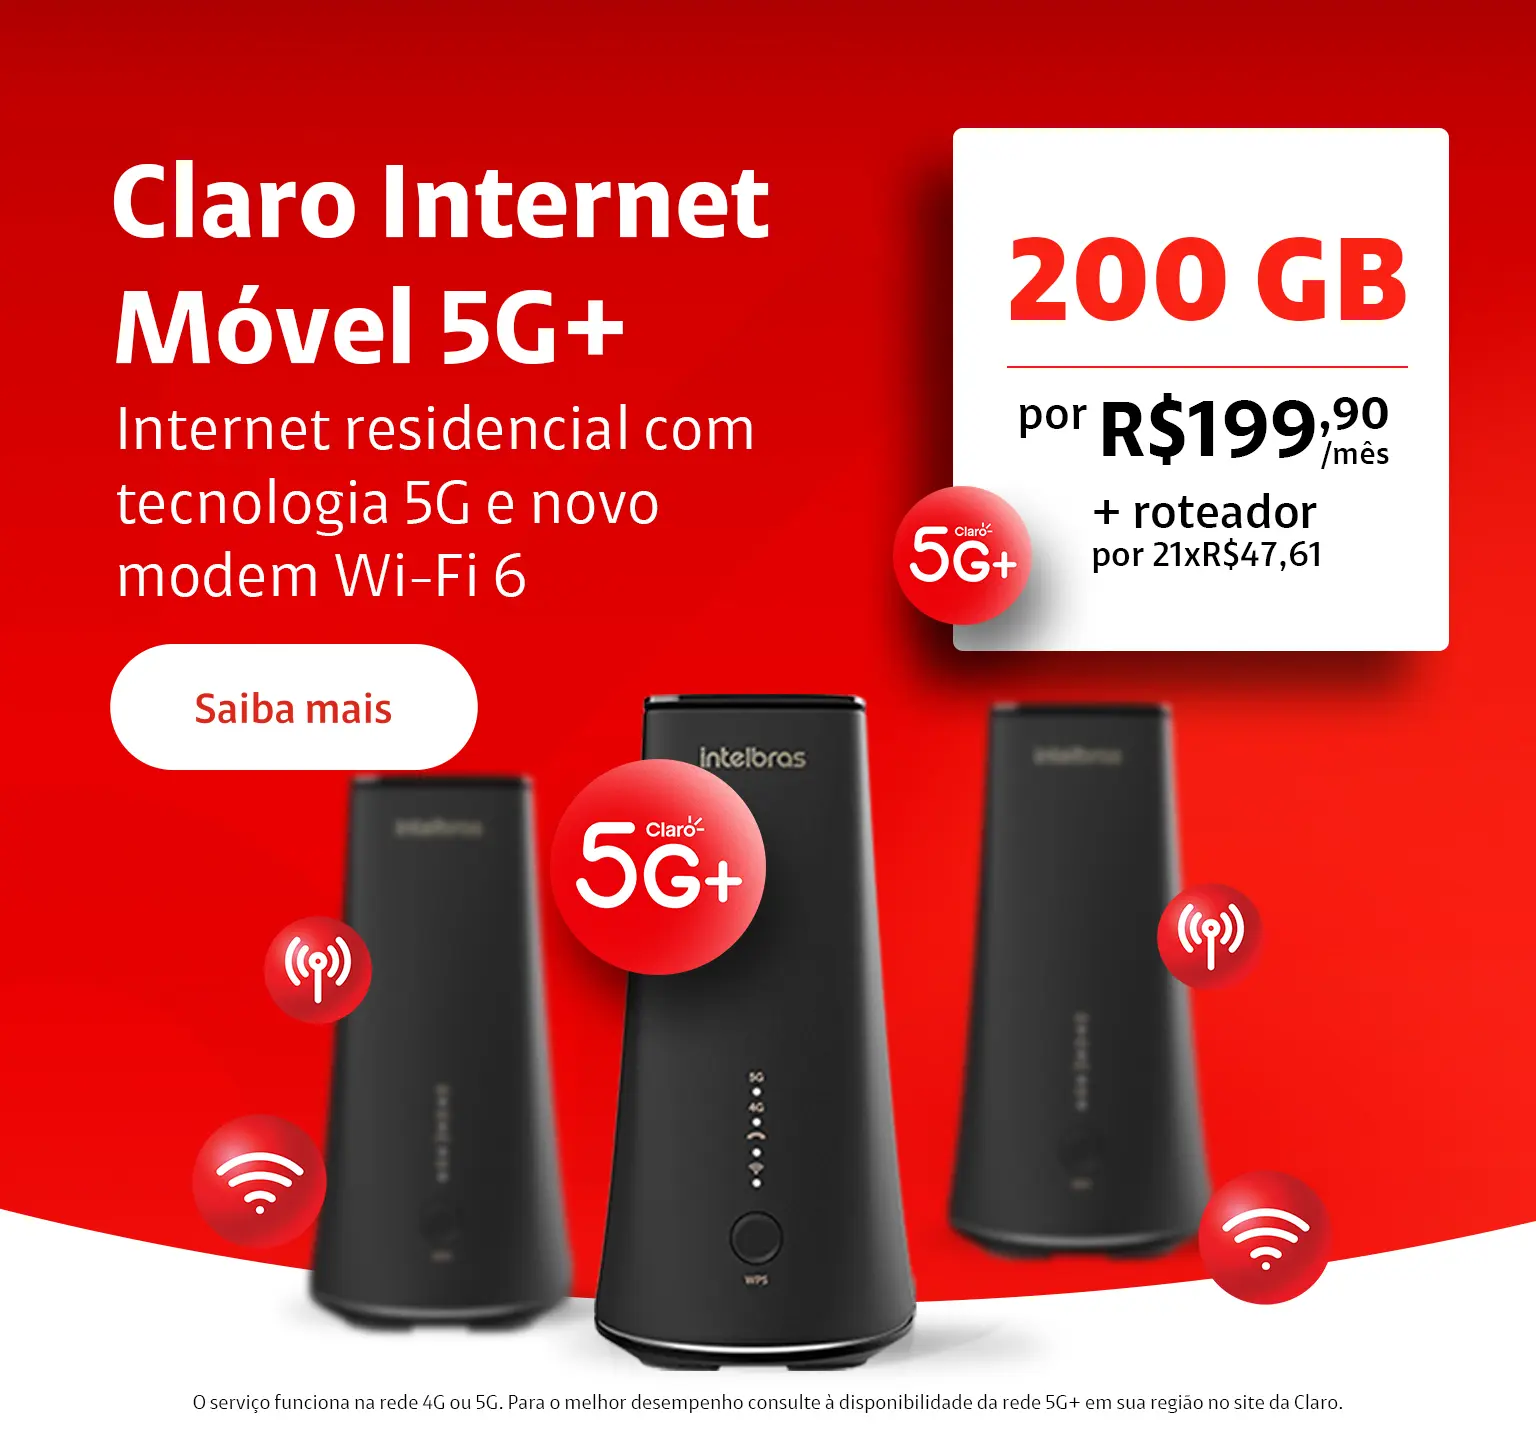 Claro Internet
Móvel 5G+
Internet residencial com
tecnologia 5G e novo
modem Wi-Fi 6
Saiba mais
200 GB
por R$199,90
/mês
+ roteador
por 21xR$47,61
Claro
5G+
intelbras
Claro
5G+
intelbras
intelbras
5G
4G
WPS
O serviço funciona na rede 4G ou 5G. Para o melhor desempenho consulte à disponibilidade da rede 5G+ em sua região no site da Claro.